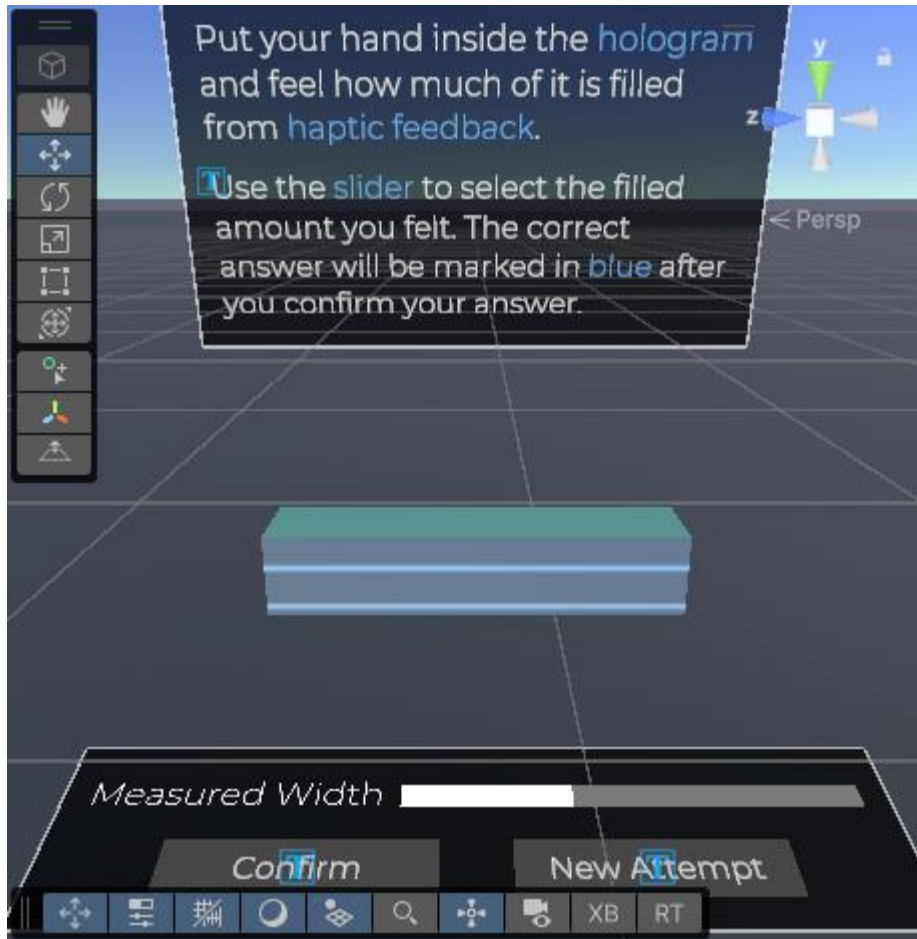 Put your hand inside the hologram
and feel how much of it is filled
from haptic feedback.
y
z
Persp
Use the slider to select the filled
amount you felt. The correct
answer will be marked in blue after
you confirm your answer.
Measured Width
Confirm
New Attempt
XB
RT